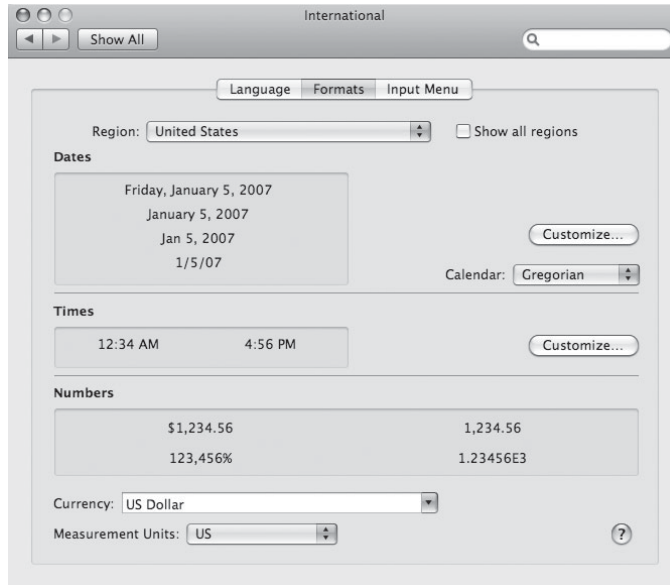 International
Show All
Language Formats Input Menu
Region: United States Show all regions
Dates
Friday, January 5, 2007
January 5, 2007
Jan 5, 2007
1/5/07
Customize...
Calendar: Gregorian
Times
12:34 AM 4:56 PM Customize...
Numbers
$1,234.56 1,234.56
123,456% 1.23456E3
Currency: US Dollar
Measurement Units: US ?